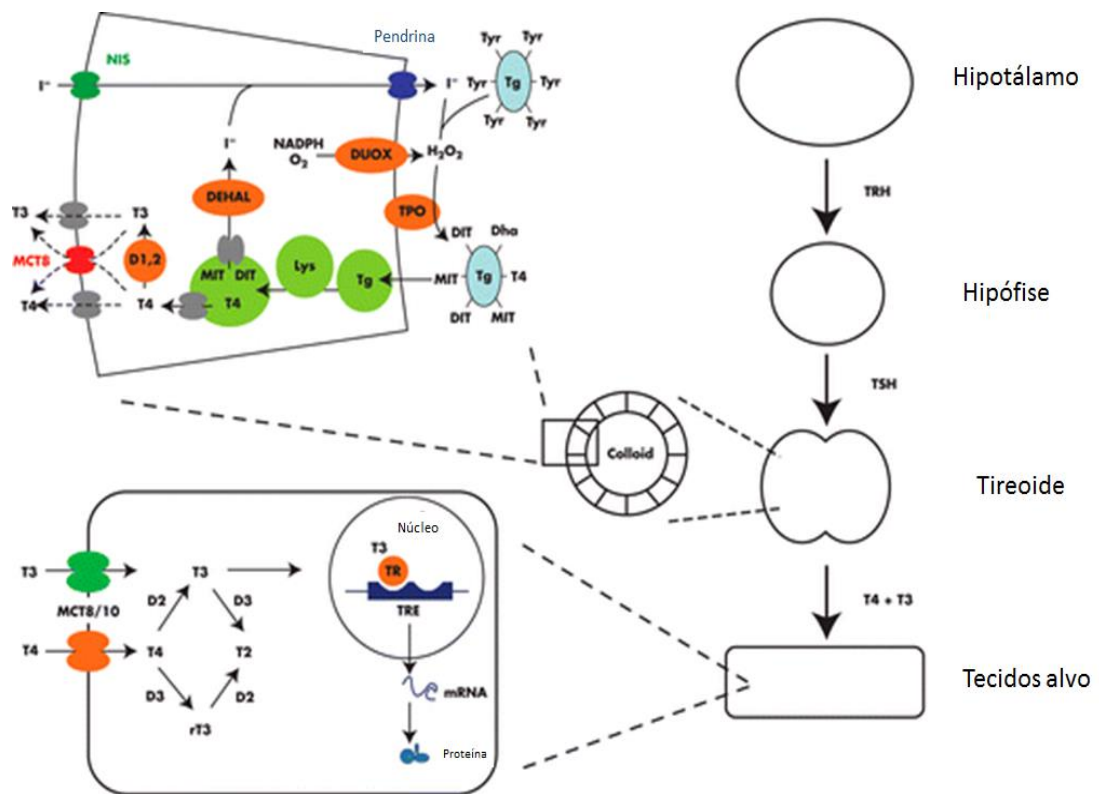 Pendrina
NIS
I⁻
I⁻
Tyr
Tyr
Tyr
Tg
Tyr
Tyr
Tyr
I⁻
NADPH
O₂
DUOX
H₂O₂
DEHAL
TPO
T3
T3
MCT8
D1,2
MIT DIT
Lys
Tg
T4
T4
T4
DIT
Dha
MIT
Tg
T4
DIT
MIT
Colloid
Hipotálamo
TRH
Hipófise
TSH
Tireoide
T4 + T3
Tecidos alvo
Núcleo
T3
TR
TRE
mRNA
Proteína
T3
T3
MCT8/10
D2
D3
T4
T4
T2
D3
D2
rT3